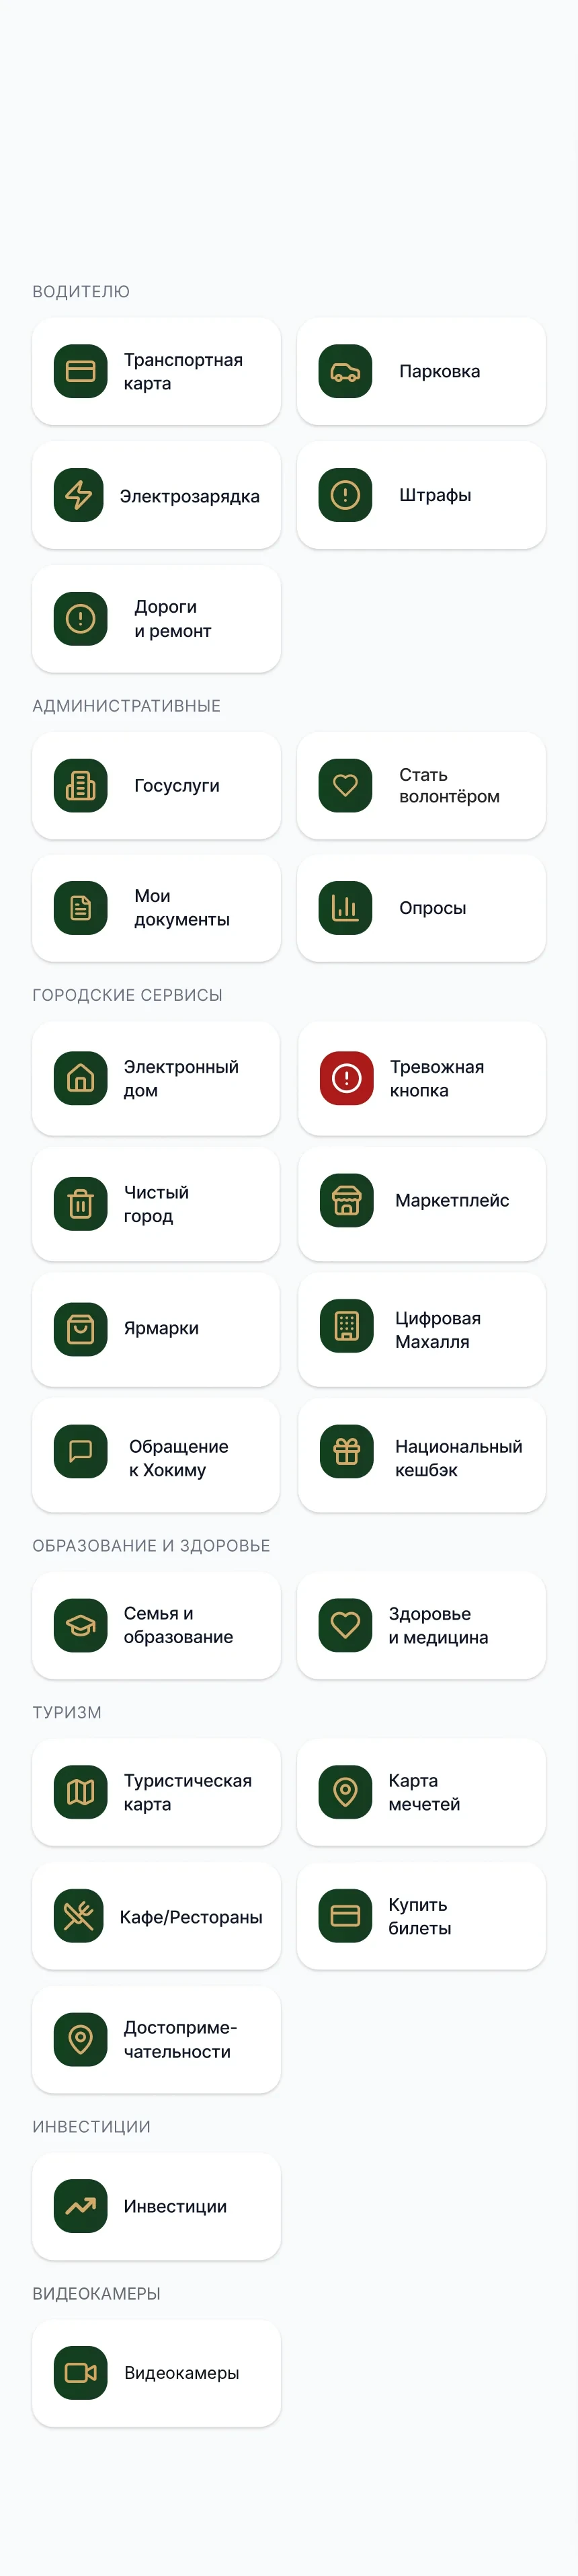 ВОДИТЕЛЮ
Транспортная
карта
Парковка
Электрозарядка
Штрафы
Дороги
и ремонт
АДМИНИСТРАТИВНЫЕ
Госуслуги
Стать
волонтёром
Мои
документы
Опросы
ГОРОДСКИЕ СЕРВИСЫ
Электронный
дом
Тревожная
кнопка
Чистый
город
Маркетплейс
Ярмарки
Цифровая
Махалля
Обращение
к Хокиму
Национальный
кешбэк
ОБРАЗОВАНИЕ И ЗДОРОВЬЕ
Семья и
образование
Здоровье
и медицина
ТУРИЗМ
Туристическая
карта
Карта
мечетей
Кафе/Рестораны
Купить
билеты
Достоприме-
чательности
ИНВЕСТИЦИИ
Инвестиции
ВИДЕОКАМЕРЫ
Видеокамеры